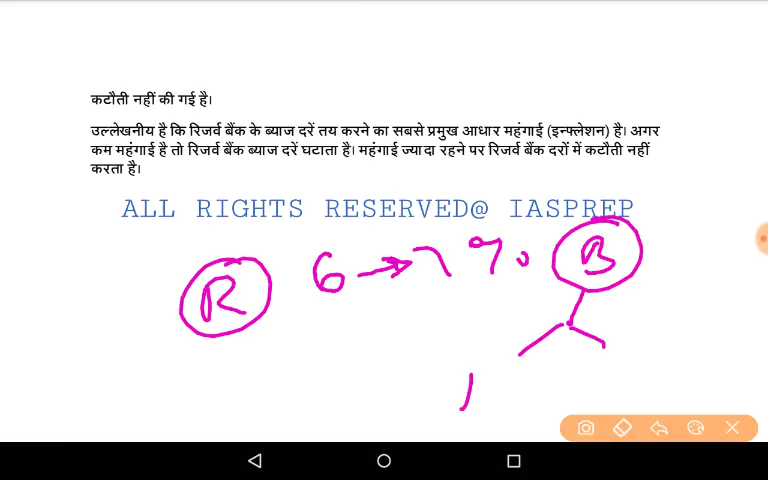 कटौती नहीं की गई है।
उल्लेखनीय है कि रिजर्व बैंक के ब्याज दरें तय करने का सबसे प्रमुख आधार महंगाई (इन्फ्लेशन) है। अगर
कम महंगाई है तो रिजर्व बैंक ब्याज दरें घटाता है। महंगाई ज्यादा रहने पर रिजर्व बैंक दरों में कटौती नहीं
करता है।
ALL RIGHTS RESERVED@ IASPREP
R 6 → 7 % B